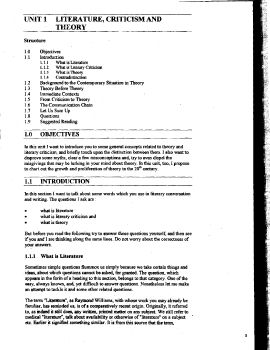 UNIT 1 LITERATURE, CRITICISM AND
THEORY
Structure
1.0 Objectives
1.1 Introduction
1.1.1 What is Literature
1.1.2 What is Literary Criticism
1.1.3 What is Theory
1.1.4 Contradistinction
1.2 Background to the Contemporary Situation in Theory
1.3 Theory Before Theory
1.4 Immediate Contexts
1.5 From Criticism to Theory
1.6 The Communication Chain
1.7 Let Us Sum Up
1.8 Questions
1.9 Suggested Reading
1.0 OBJECTIVES
In this unit I want to introduce you to some general concepts related to theory and
literary criticism, and briefly touch upon the distinction between them. I also want to
disprove some myths, clear a few misconceptions and, try to even dispel the
misgivings that may be lurking in your mind about theory. In this unit, too, I propose
to chart out the growth and proliferation of theory in the 20th century.
1.1 INTRODUCTION
In this section I want to talk about some words which you see in literary conversation
and writing. The questions I ask are:
• what is literature
• what is literary criticism and
• what is theory
But before you read the following try to answer these questions yourself; and then see
if you and I are thinking along the same lines. Do not worry about the correctness of
your answers.
1.1.1 What is Literature
Sometimes simple questions fluster us simply because we take certain things and
ideas, about which questions cannot be asked, for granted. The question, which
appears in the form of a heading to this section, belongs to that category. One of the
easy, always known, and, yet difficult to answer questions. Nonetheless let me make
an attempt to tackle it and some other related questions.
The term "Literature", as Raymond Williams, with whose work you may already be
familiar, has reminded us, is of a comparatively recent origin. Originally, it referred
to, as indeed it still does, any written, printed matter on any subject. We still refer to
medical "literature", talk about availability or otherwise of "literature" on a subject
etc. Earlier it signified something similar. It is from this source that the term,